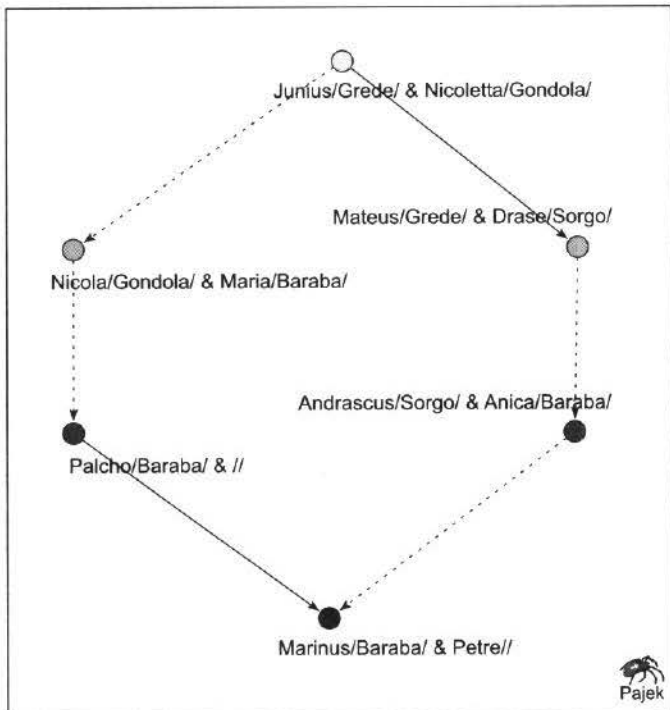 Junius/Grede/ & Nicoletta/Gondola/
Mateus/Grede/ & Drase/Sorgo/
Nicola/Gondola/ & Maria/Baraba/
Andrascus/Sorgo/ & Anica/Baraba/
Palcho/Baraba/ & //
Marinus/Baraba/ & Petre//
Pajek